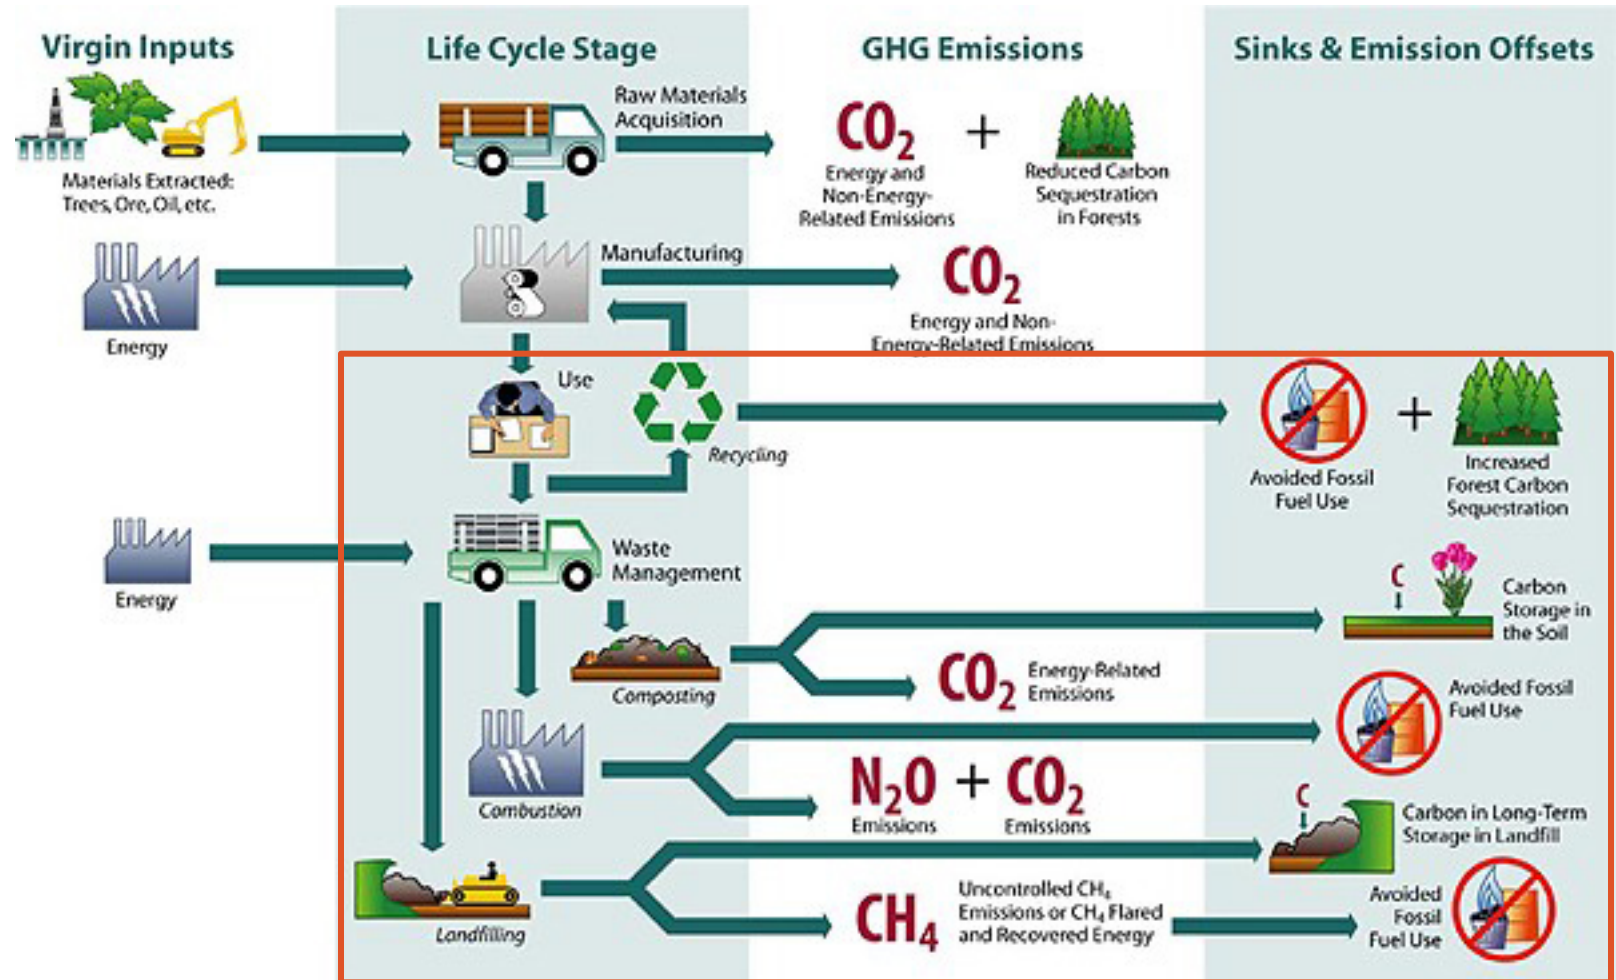 Virgin Inputs
Life Cycle Stage
GHG Emissions
Sinks & Emission Offsets
Materials Extracted:
Trees, Ore, Oil, etc.
Raw Materials
Acquisition
CO₂
Energy and
Non-Energy-
Related Emissions
+
Reduced Carbon
Sequestration
in Forests
Energy
Manufacturing
CO₂
Energy and Non-
Energy-Related Emissions
Use
Recycling
Avoided Fossil
Fuel Use
+
Increased
Forest Carbon
Sequestration
Energy
Waste
Management
Composting
C
Carbon
Storage in
the Soil
CO₂
Energy-Related
Emissions
Combustion
Avoided Fossil
Fuel Use
N₂O + CO₂
Emissions
Emissions
Landfilling
C
Carbon in Long-Term
Storage in Landfill
CH₄
Uncontrolled CH₄
Emissions or CH₄ Flared
and Recovered Energy
Avoided
Fossil
Fuel Use